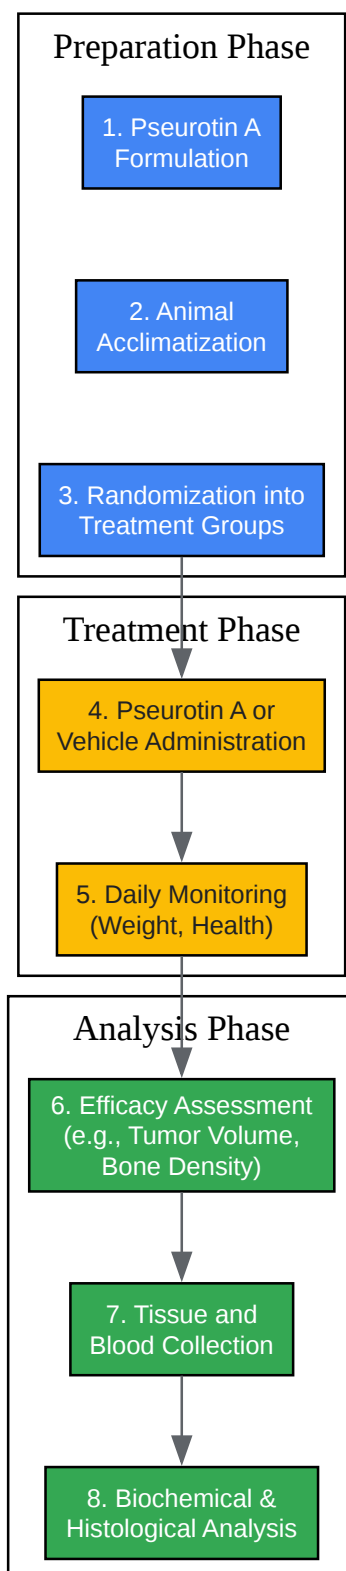 Preparation Phase
1. Pseurotin A
Formulation
2. Animal
Acclimatization
3. Randomization into
Treatment Groups
Treatment Phase
4. Pseurotin A or
Vehicle Administration
5. Daily Monitoring
(Weight, Health)
Analysis Phase
6. Efficacy Assessment
(e.g., Tumor Volume,
Bone Density)
7. Tissue and
Blood Collection
8. Biochemical &
Histological Analysis